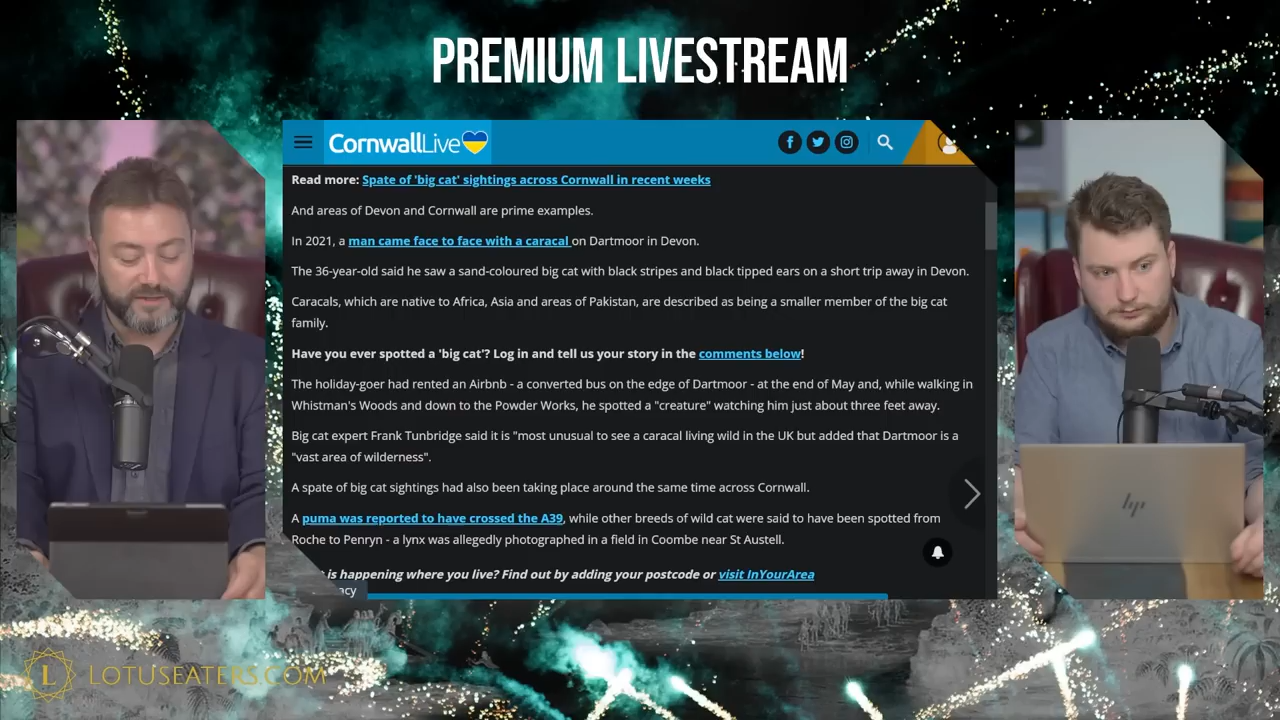 PREMIUM LIVESTREAM
CornwallLive
Read more: Spate of 'big cat' sightings across Cornwall in recent weeks
And areas of Devon and Cornwall are prime examples.
In 2021, a man came face to face with a caracal on Dartmoor in Devon.
The 36-year-old said he saw a sand-coloured big cat with black stripes and black tipped ears on a short trip away in Devon.
Caracals, which are native to Africa, Asia and areas of Pakistan, are described as being a smaller member of the big cat
family.
Have you ever spotted a 'big cat'? Log in and tell us your story in the comments below!
The holiday-goer had rented an Airbnb - a converted bus on the edge of Dartmoor - at the end of May and, while walking in
Whistman's Woods and down to the Powder Works, he spotted a "creature" watching him just about three feet away.
Big cat expert Frank Tunbridge said it is "most unusual to see a caracal living wild in the UK but added that Dartmoor is a
"vast area of wilderness".
A spate of big cat sightings had also been taking place around the same time across Cornwall.
A puma was reported to have crossed the A39, while other breeds of wild cat were said to have been spotted from
Roche to Penryn - a lynx was allegedly photographed in a field in Coombe near St Austell.
is happening where you live? Find out by adding your postcode or visit InYourArea
acy
hp
L LOTUSEATERS.COM